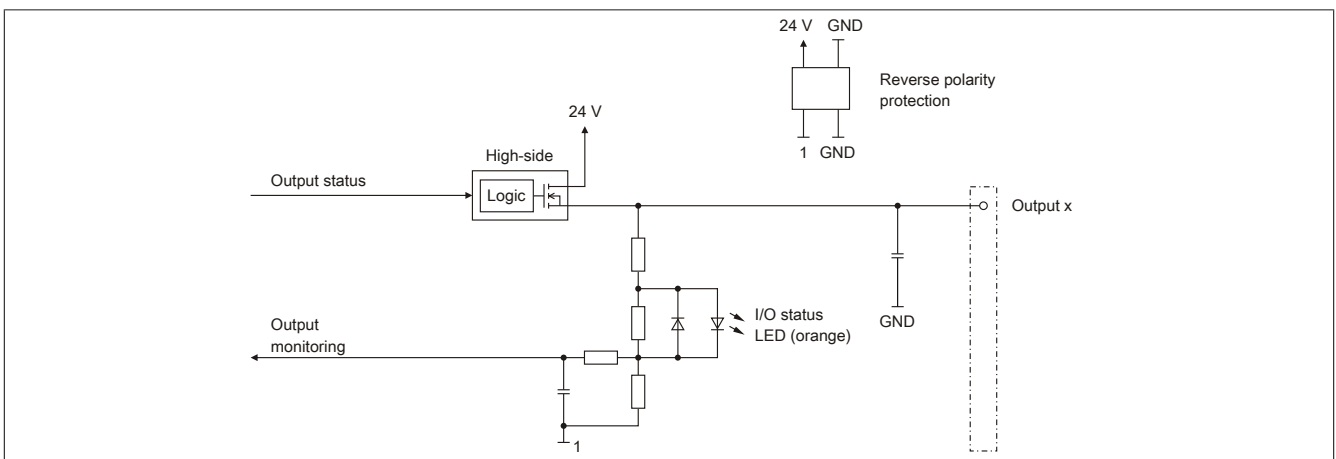 24 V GND
Reverse polarity
protection
1 GND
24 V
High-side
Output status
Logic
Output x
I/O status
LED (orange)
GND
Output
monitoring
1